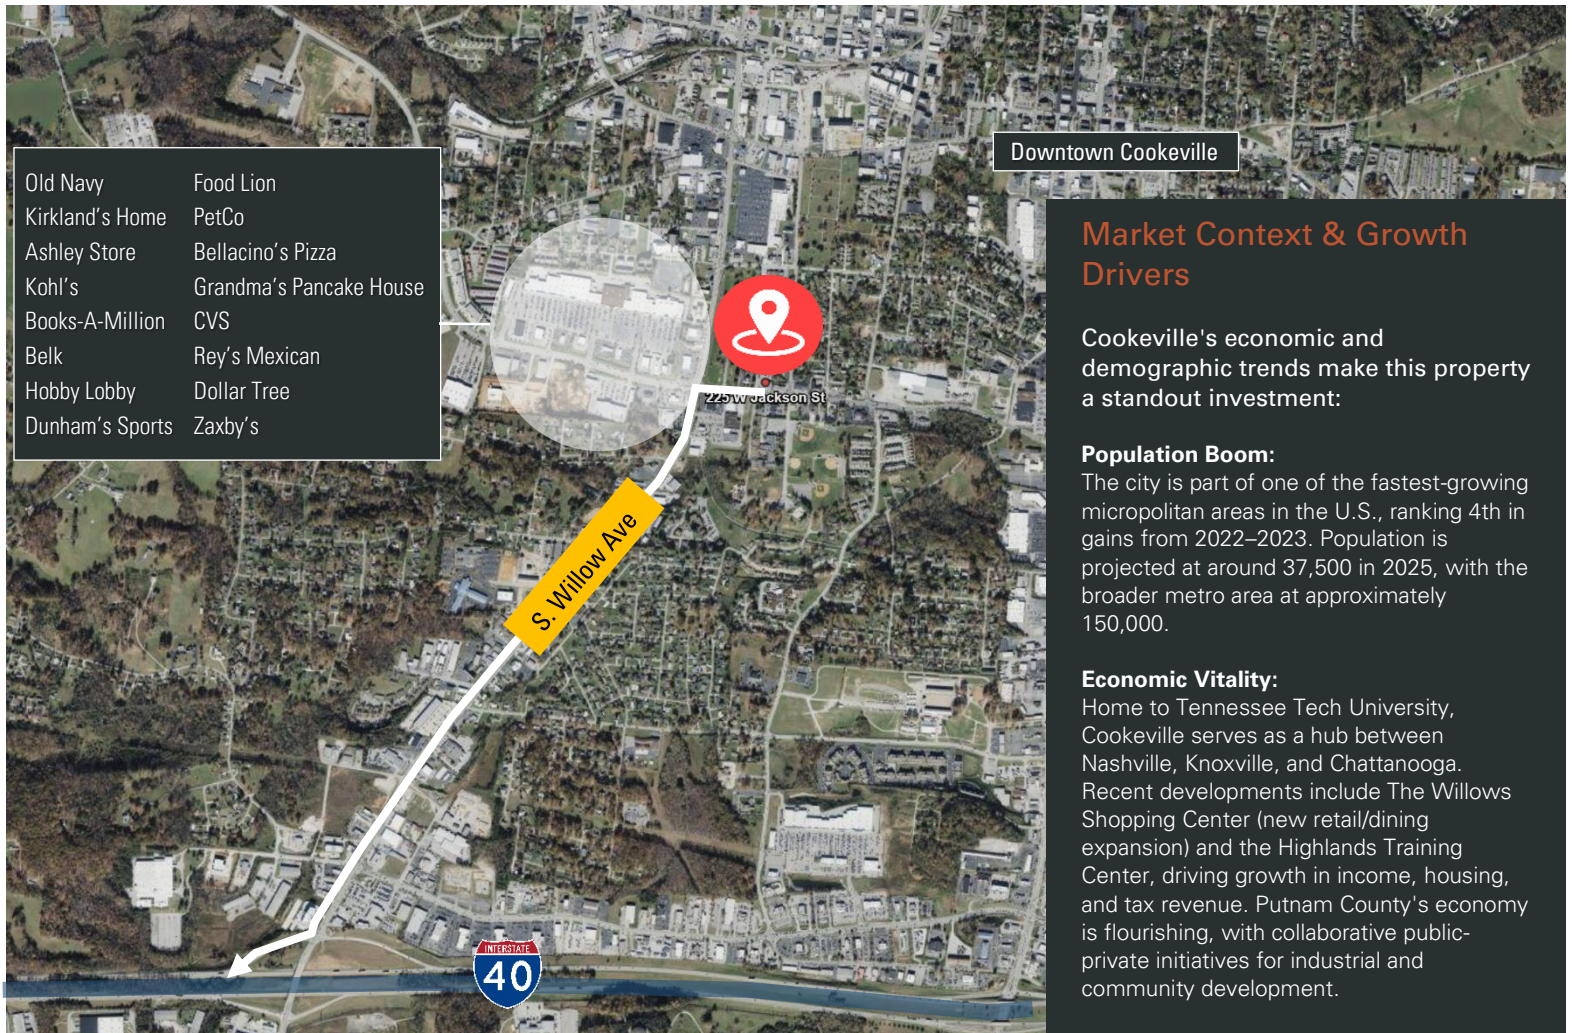 Downtown Cookeville
Old Navy
Kirkland's Home
Ashley Store
Kohl's
Books-A-Million
Belk
Hobby Lobby
Dunham's Sports
Food Lion
PetCo
Bellacino's Pizza
Grandma's Pancake House
CVS
Rey's Mexican
Dollar Tree
Zaxby's
225 W Jackson St
S. Willow Ave
INTERSTATE
40
Market Context & Growth
Drivers
Cookeville's economic and
demographic trends make this property
a standout investment:
Population Boom:
The city is part of one of the fastest-growing
micropolitan areas in the U.S., ranking 4th in
gains from 2022–2023. Population is
projected at around 37,500 in 2025, with the
broader metro area at approximately
150,000.
Economic Vitality:
Home to Tennessee Tech University,
Cookeville serves as a hub between
Nashville, Knoxville, and Chattanooga.
Recent developments include The Willows
Shopping Center (new retail/dining
expansion) and the Highlands Training
Center, driving growth in income, housing,
and tax revenue. Putnam County's economy
is flourishing, with collaborative public-
private initiatives for industrial and
community development.